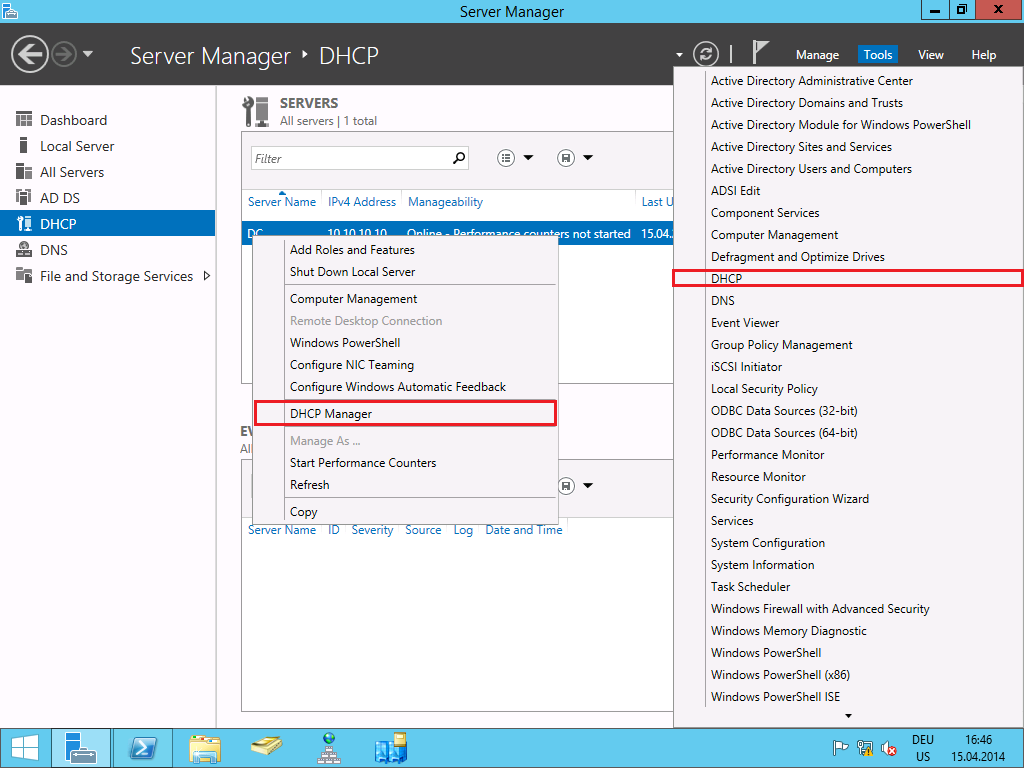 Server Manager
Server Manager ‣ DHCP
Manage Tools View Help
Dashboard
Local Server
All Servers
AD DS
DHCP
DNS
File and Storage Services
SERVERS
All servers | 1 total
Filter
Server Name IPv4 Address Manageability Last U
DC 10.10.10.10 Online - Performance counters not started 15.04.
Add Roles and Features
Shut Down Local Server
Computer Management
Remote Desktop Connection
Windows PowerShell
Configure NIC Teaming
Configure Windows Automatic Feedback
DHCP Manager
Manage As ...
Start Performance Counters
Refresh
Copy
EV
All
Server Name ID Severity Source Log Date and Time
Active Directory Administrative Center
Active Directory Domains and Trusts
Active Directory Module for Windows PowerShell
Active Directory Sites and Services
Active Directory Users and Computers
ADSI Edit
Component Services
Computer Management
Defragment and Optimize Drives
DHCP
DNS
Event Viewer
Group Policy Management
iSCSI Initiator
Local Security Policy
ODBC Data Sources (32-bit)
ODBC Data Sources (64-bit)
Performance Monitor
Resource Monitor
Security Configuration Wizard
Services
System Configuration
System Information
Task Scheduler
Windows Firewall with Advanced Security
Windows Memory Diagnostic
Windows PowerShell
Windows PowerShell (x86)
Windows PowerShell ISE
DEU 16:46
US 15.04.2014